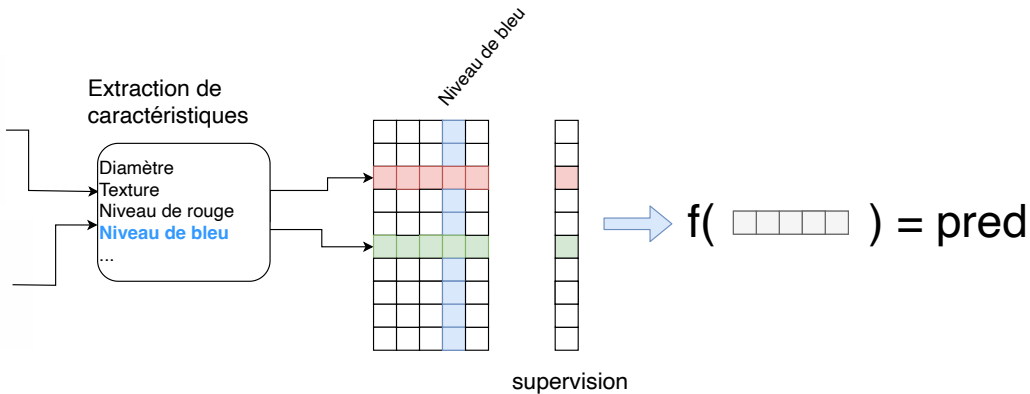 Extraction de
caractéristiques
Diamètre
Texture
Niveau de rouge
Niveau de bleu
...
Niveau de bleu
supervision
f( ) = pred